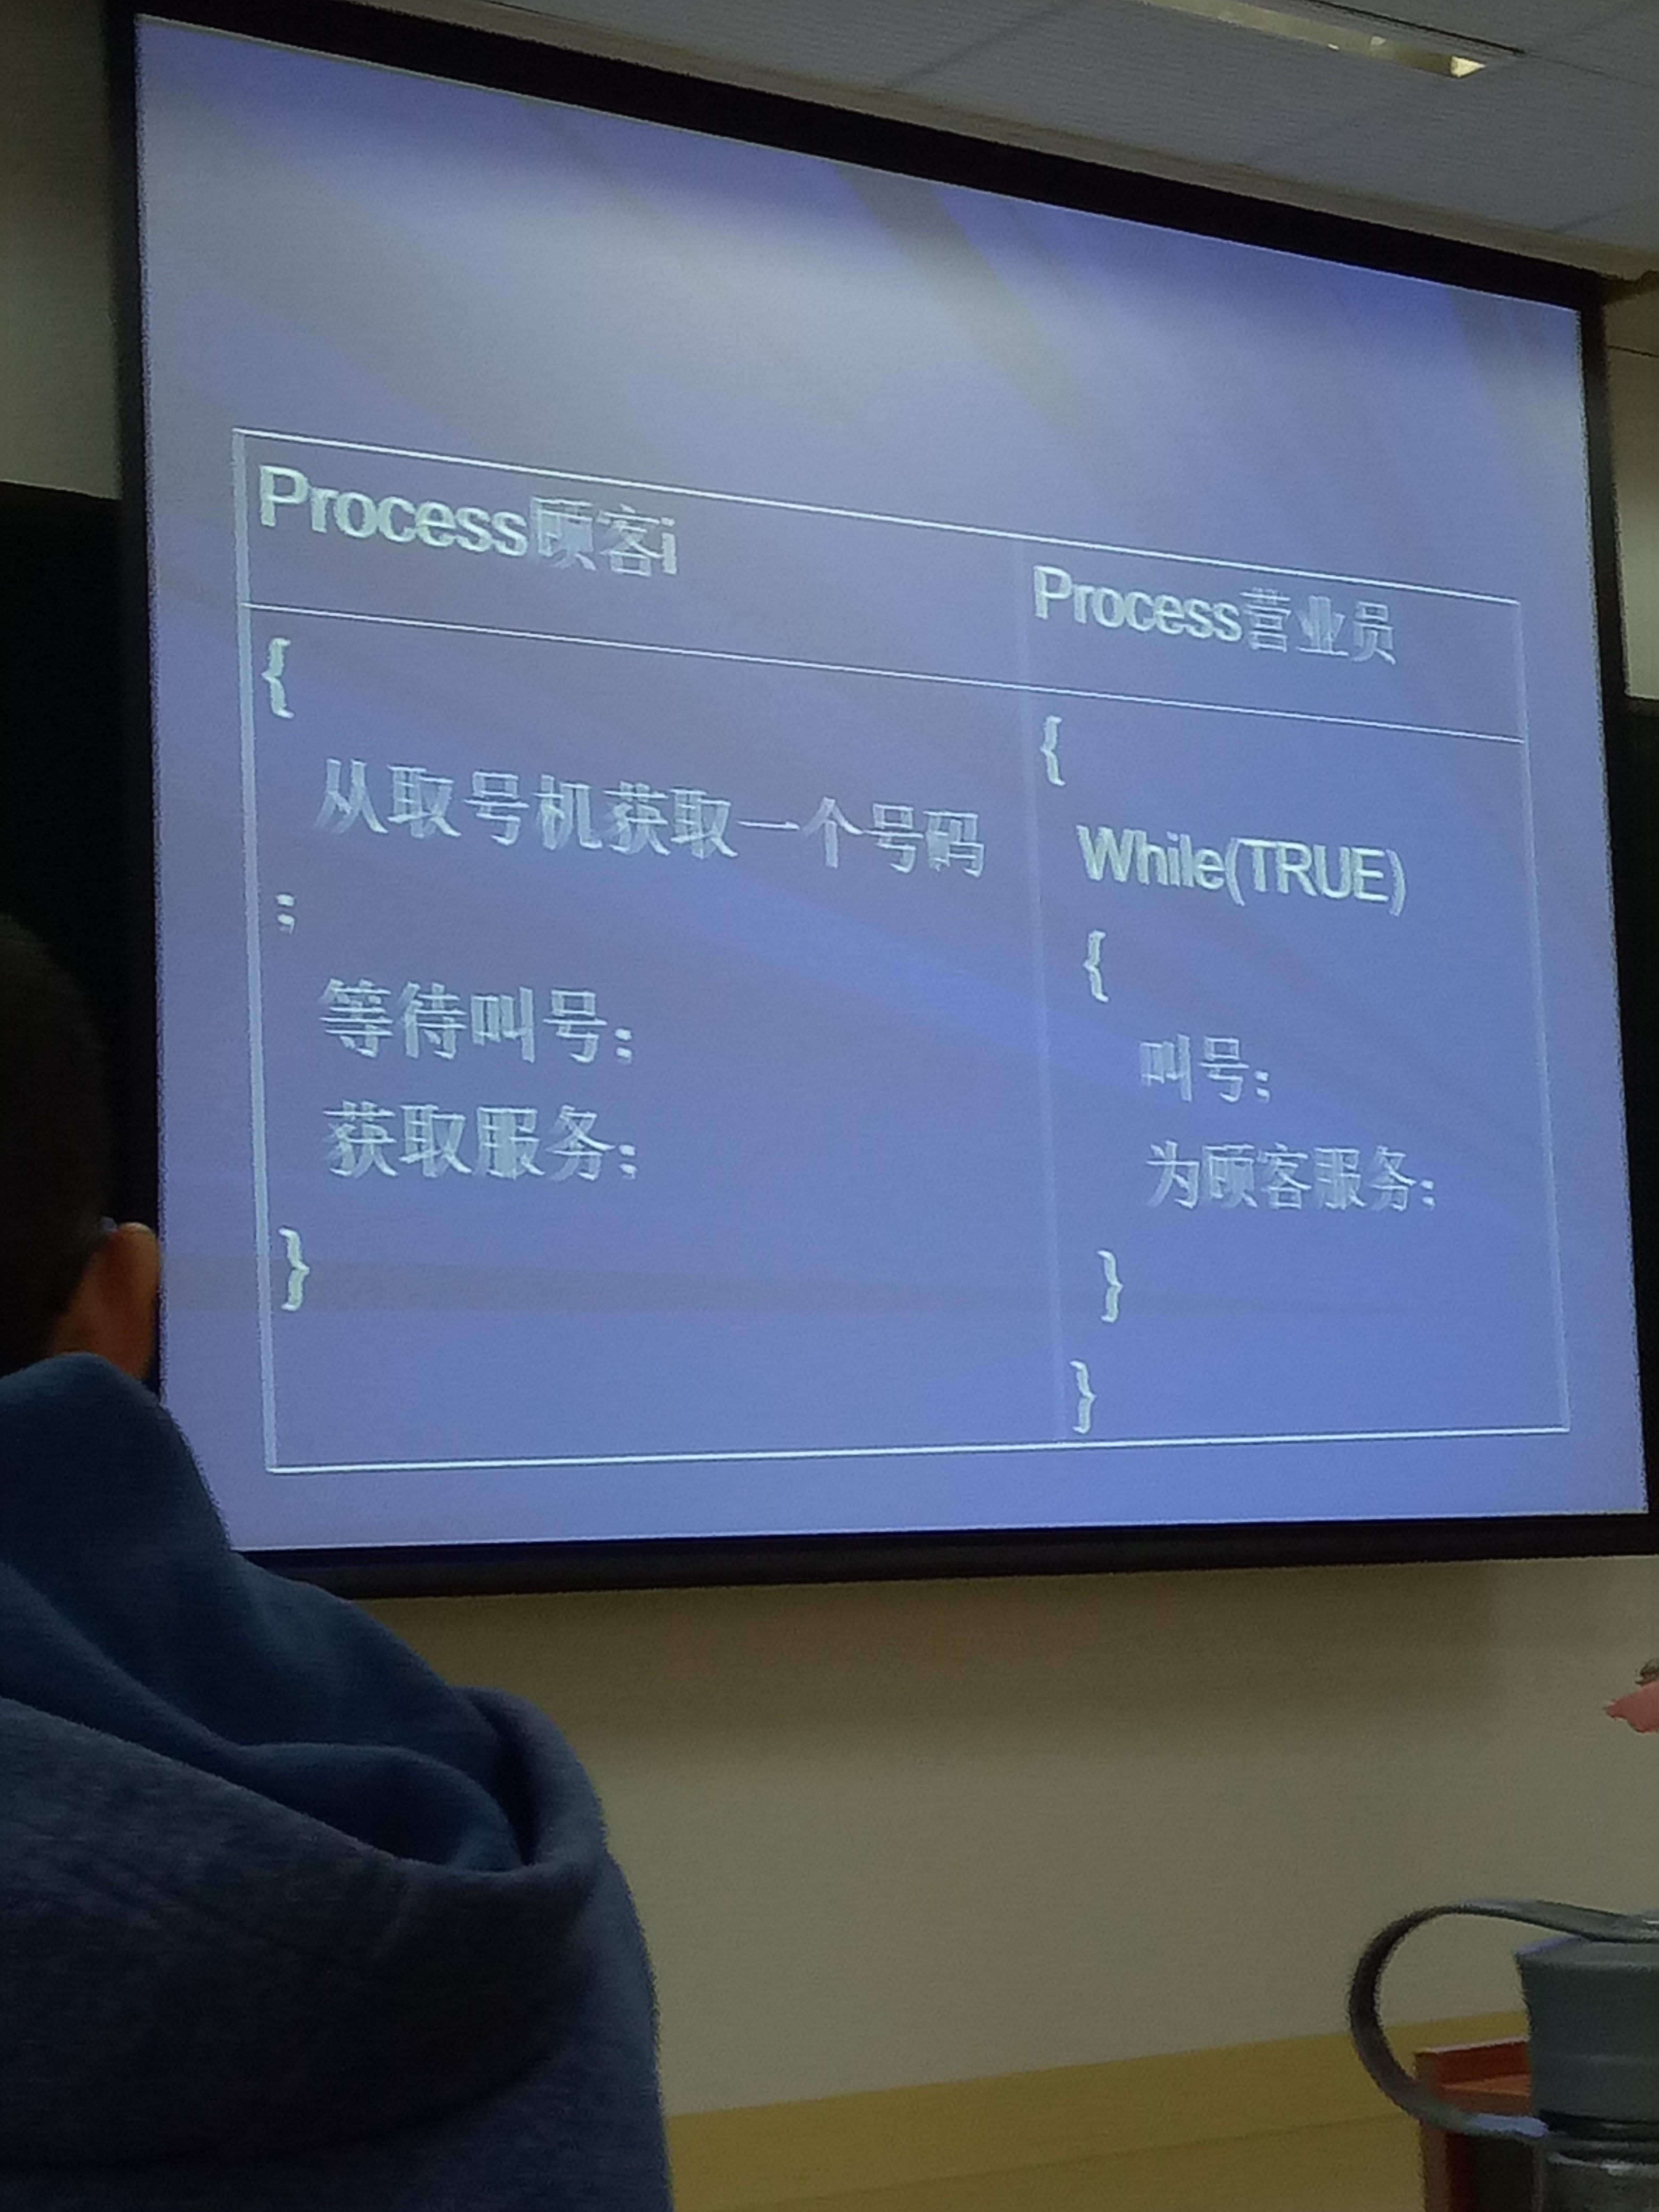 Process顾客i
{
从取号机获取一个号码
;
等待叫号;
获取服务;
}
Process营业员
{
While(TRUE)
{
叫号;
为顾客服务;
}
}